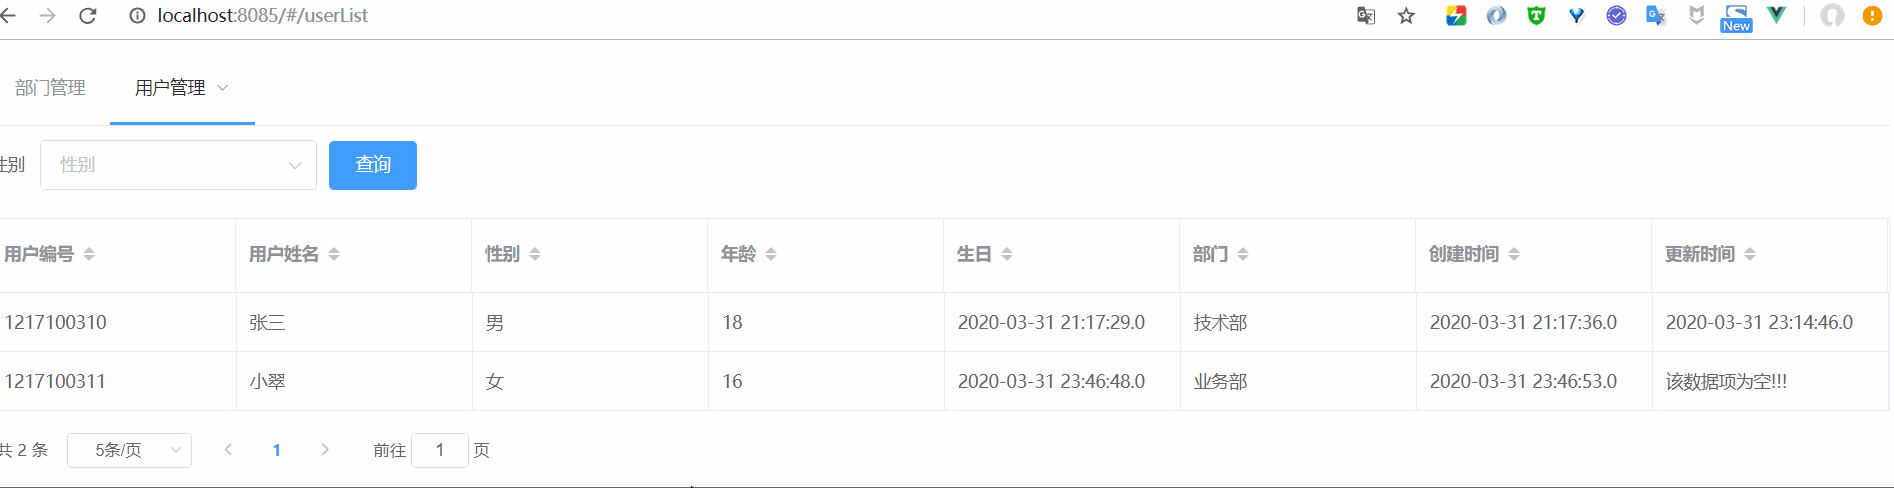 localhost:8085/#/userList
New
部门管理 用户管理
性别 性别 查询
用户编号 用户姓名 性别 年龄 生日 部门 创建时间 更新时间
1217100310 张三 男 18 2020-03-31 21:17:29.0 技术部 2020-03-31 21:17:36.0 2020-03-31 23:14:46.0
1217100311 小翠 女 16 2020-03-31 23:46:48.0 业务部 2020-03-31 23:46:53.0 该数据项为空!!!
共 2 条 5条/页 1 前往 1 页